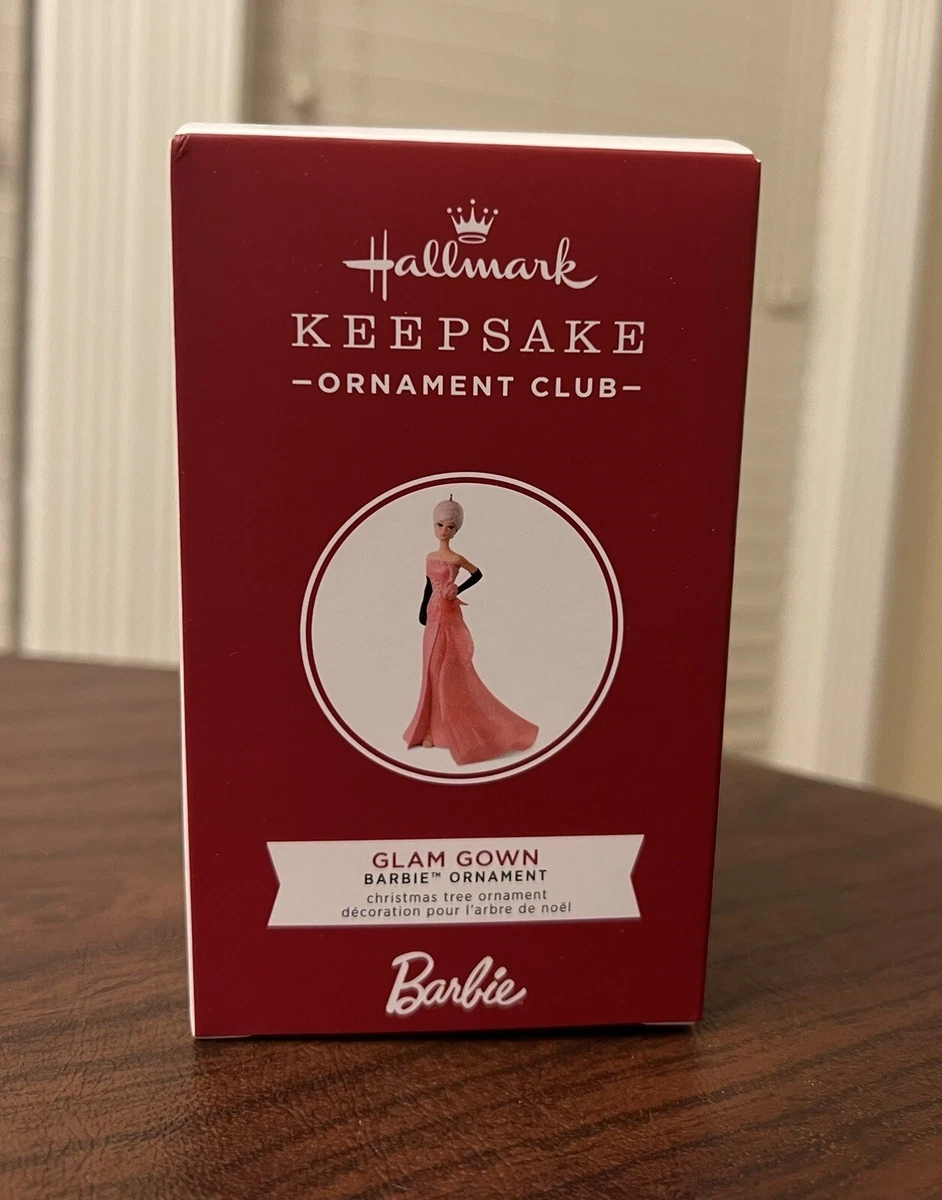 Hallmark
KEEPSAKE
—ORNAMENT CLUB—
GLAM GOWN
BARBIE™ ORNAMENT
christmas tree ornament
décoration pour l'arbre de noël
Barbie